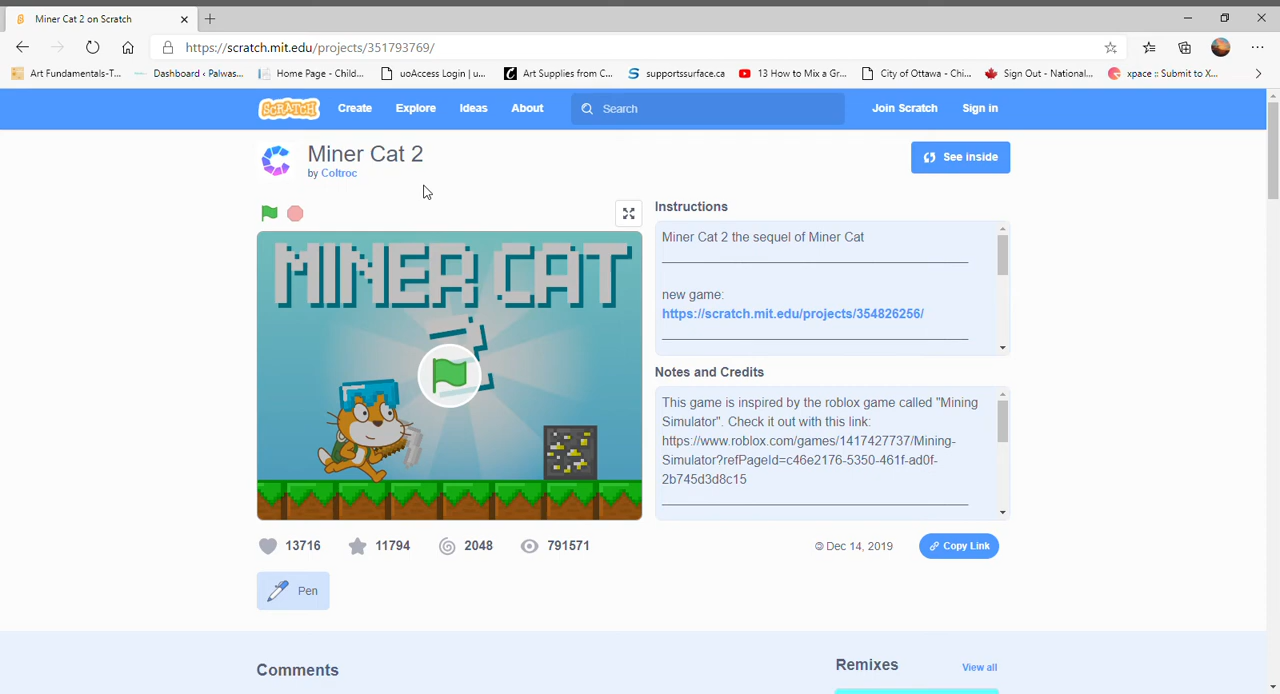 Miner Cat 2 on Scratch
https://scratch.mit.edu/projects/351793769/
Art Fundamentals-T...
Dashboard ‹ Palwas...
Home Page - Child...
uoAccess Login | u...
Art Supplies from C...
supportssurface.ca
13 How to Mix a Gr...
City of Ottawa - Chi...
Sign Out - National...
xpace :: Submit to X...
SCRATCH
Create
Explore
Ideas
About
Search
Join Scratch
Sign in
Miner Cat 2
by Coltroc
See inside
MINER CAT
2
Instructions
Miner Cat 2 the sequel of Miner Cat
new game:
https://scratch.mit.edu/projects/354826256/
Notes and Credits
This game is inspired by the roblox game called "Mining
Simulator". Check it out with this link:
https://www.roblox.com/games/1417427737/Mining-
Simulator?refPageId=c46e2176-5350-461f-ad0f-
2b745d3d8c15
13716
11794
2048
791571
Dec 14, 2019
Copy Link
Pen
Comments
Remixes
View all